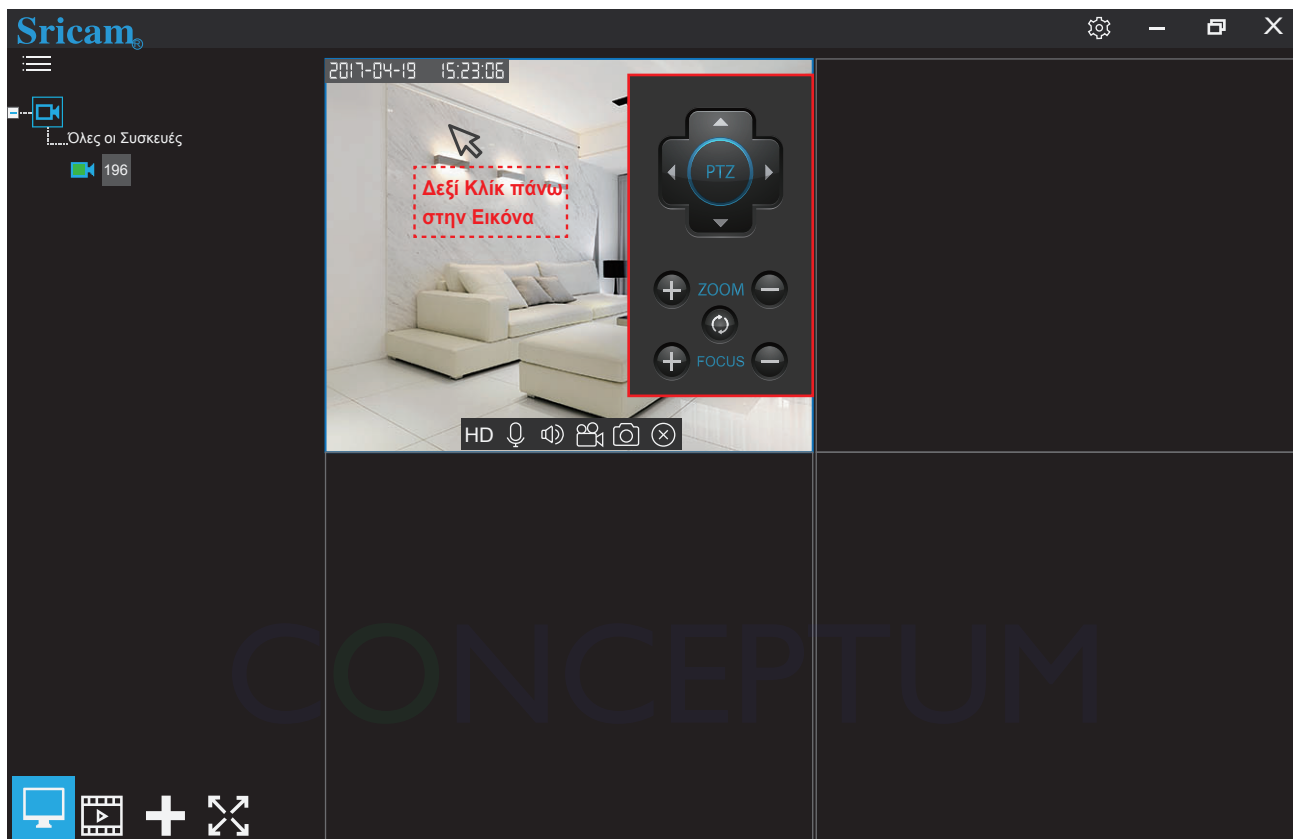 Sricam®
2017-04-19 15:23:06
Όλες οι Συσκευές
196
Δεξί Κλίκ πάνω
στην Εικόνα
PTZ
ZOOM
FOCUS
HD
CONCEPTUM